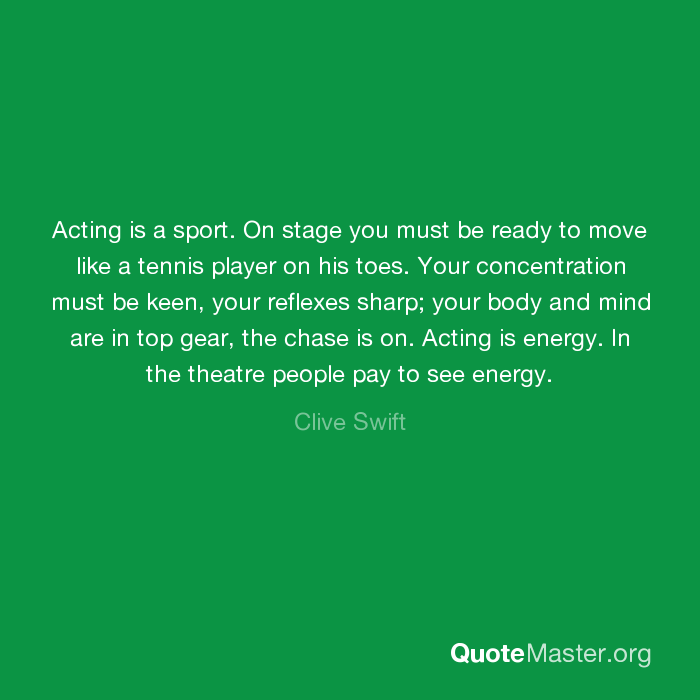 Acting is a sport. On stage you must be ready to move
like a tennis player on his toes. Your concentration
must be keen, your reflexes sharp; your body and mind
are in top gear, the chase is on. Acting is energy. In
the theatre people pay to see energy.
Clive Swift
QuoteMaster.org